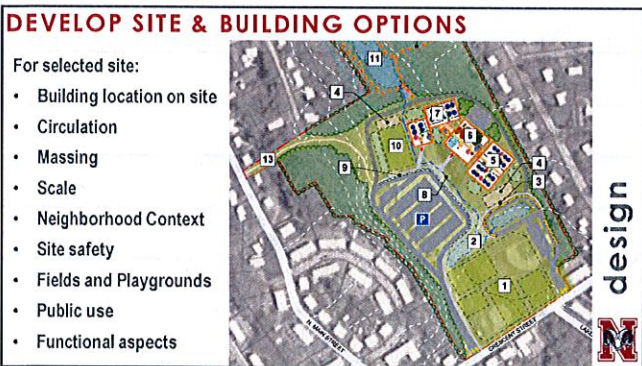 DEVELOP SITE & BUILDING OPTIONS
For selected site:
• Building location on site
• Circulation
• Massing
• Scale
• Neighborhood Context
• Site safety
• Fields and Playgrounds
• Public use
• Functional aspects
11
4
7
6
10
13
9
5
4
8
3
P
2
1
N. MAIN STREET
CRESCENT STREET
design
N